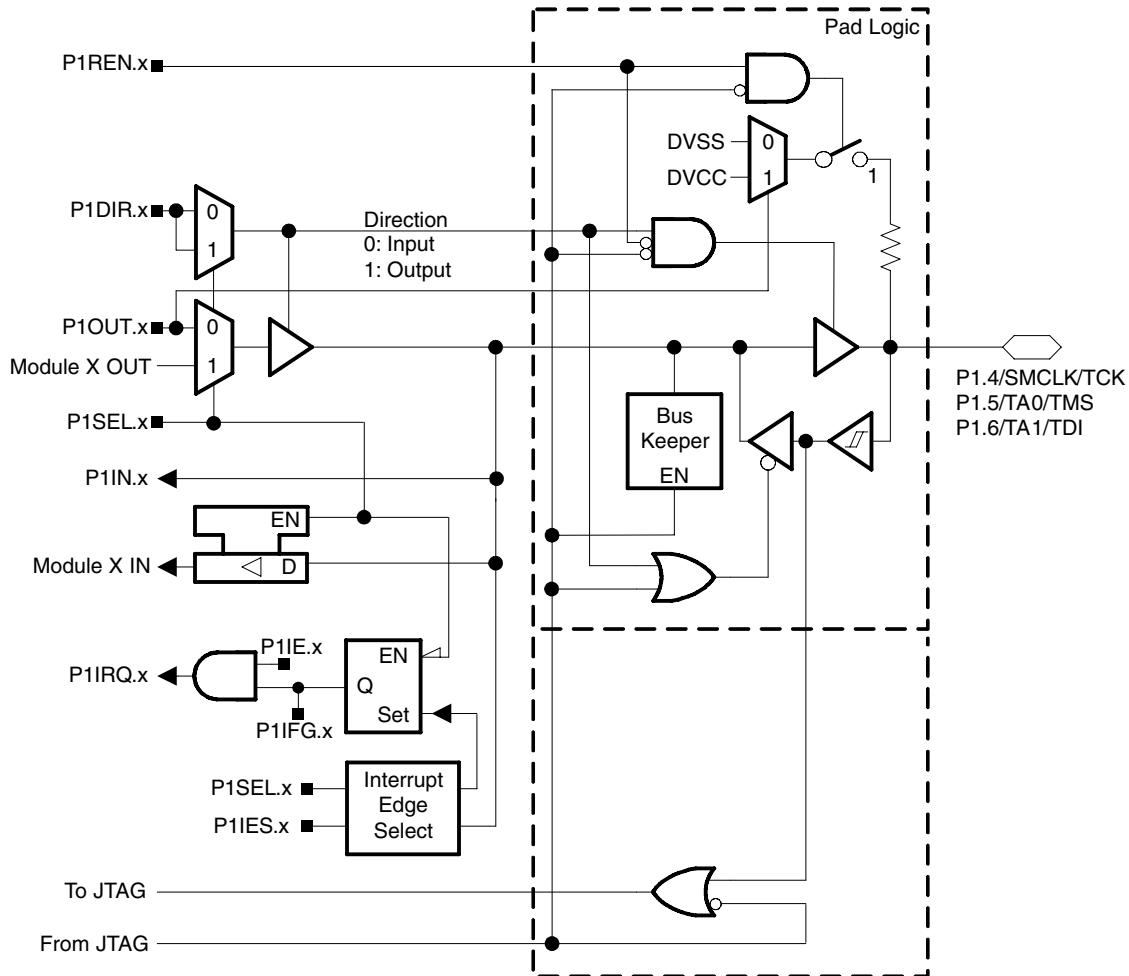 Pad Logic
P1REN.x
DVSS
0
DVCC
1
1
P1DIR.x
0
1
Direction
0: Input
1: Output
P1OUT.x
0
Module X OUT
1
P1.4/SMCLK/TCK
P1.5/TA0/TMS
P1.6/TA1/TDI
Bus
Keeper
EN
P1SEL.x
P1IN.x
EN
Module X IN
D
P1IE.x
P1IRQ.x
EN
Q
Set
P1IFG.x
P1SEL.x
P1IES.x
Interrupt
Edge
Select
To JTAG
From JTAG